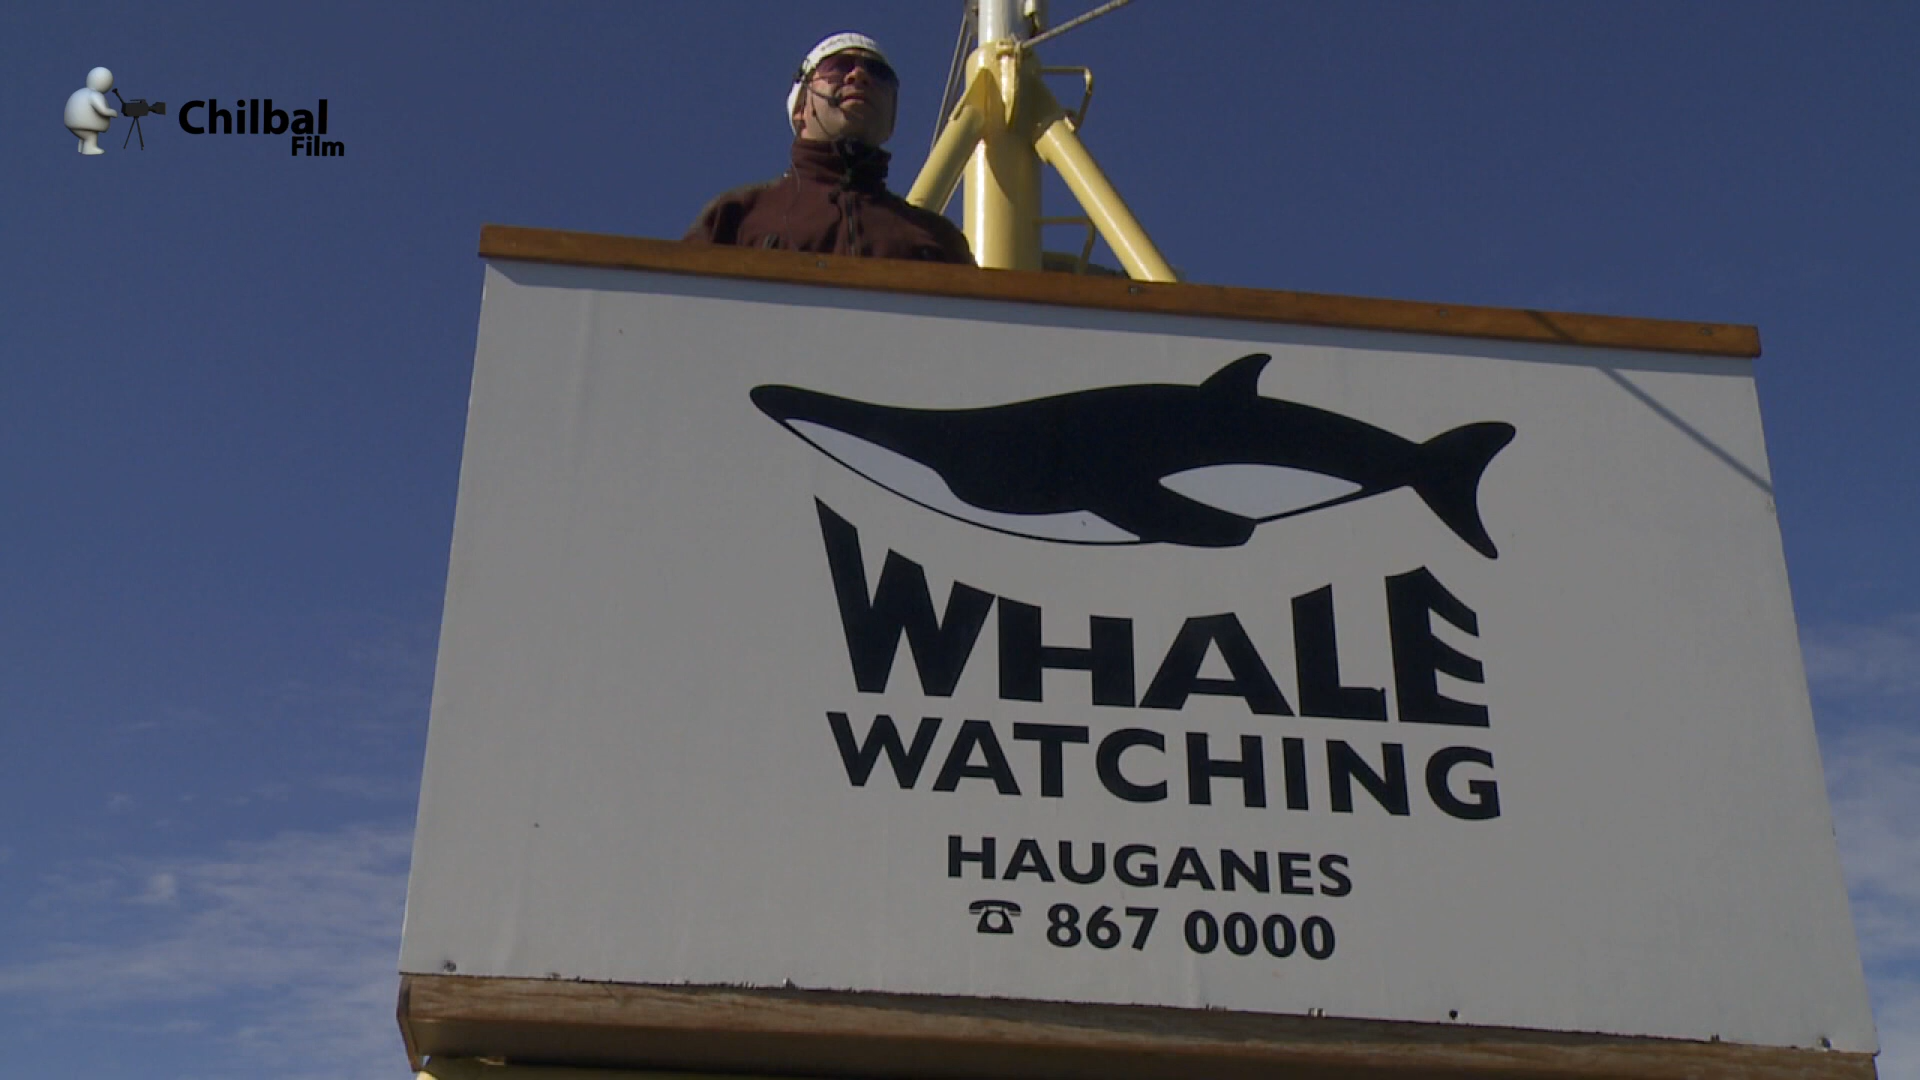 Chilbal
Film
WHALE
WATCHING
HAUGANES
☎ 867 0000